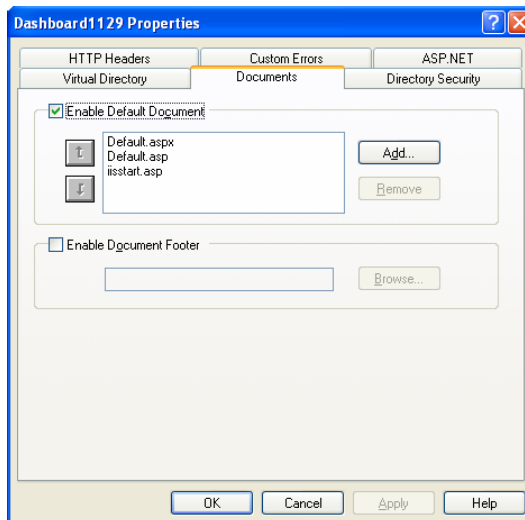 Dashboard1129 Properties
HTTP Headers Custom Errors ASP.NET
Virtual Directory Documents Directory Security
Enable Default Document
Default.aspx
Default.asp
iisstart.asp
Add...
Remove
Enable Document Footer
Browse...
OK Cancel Apply Help